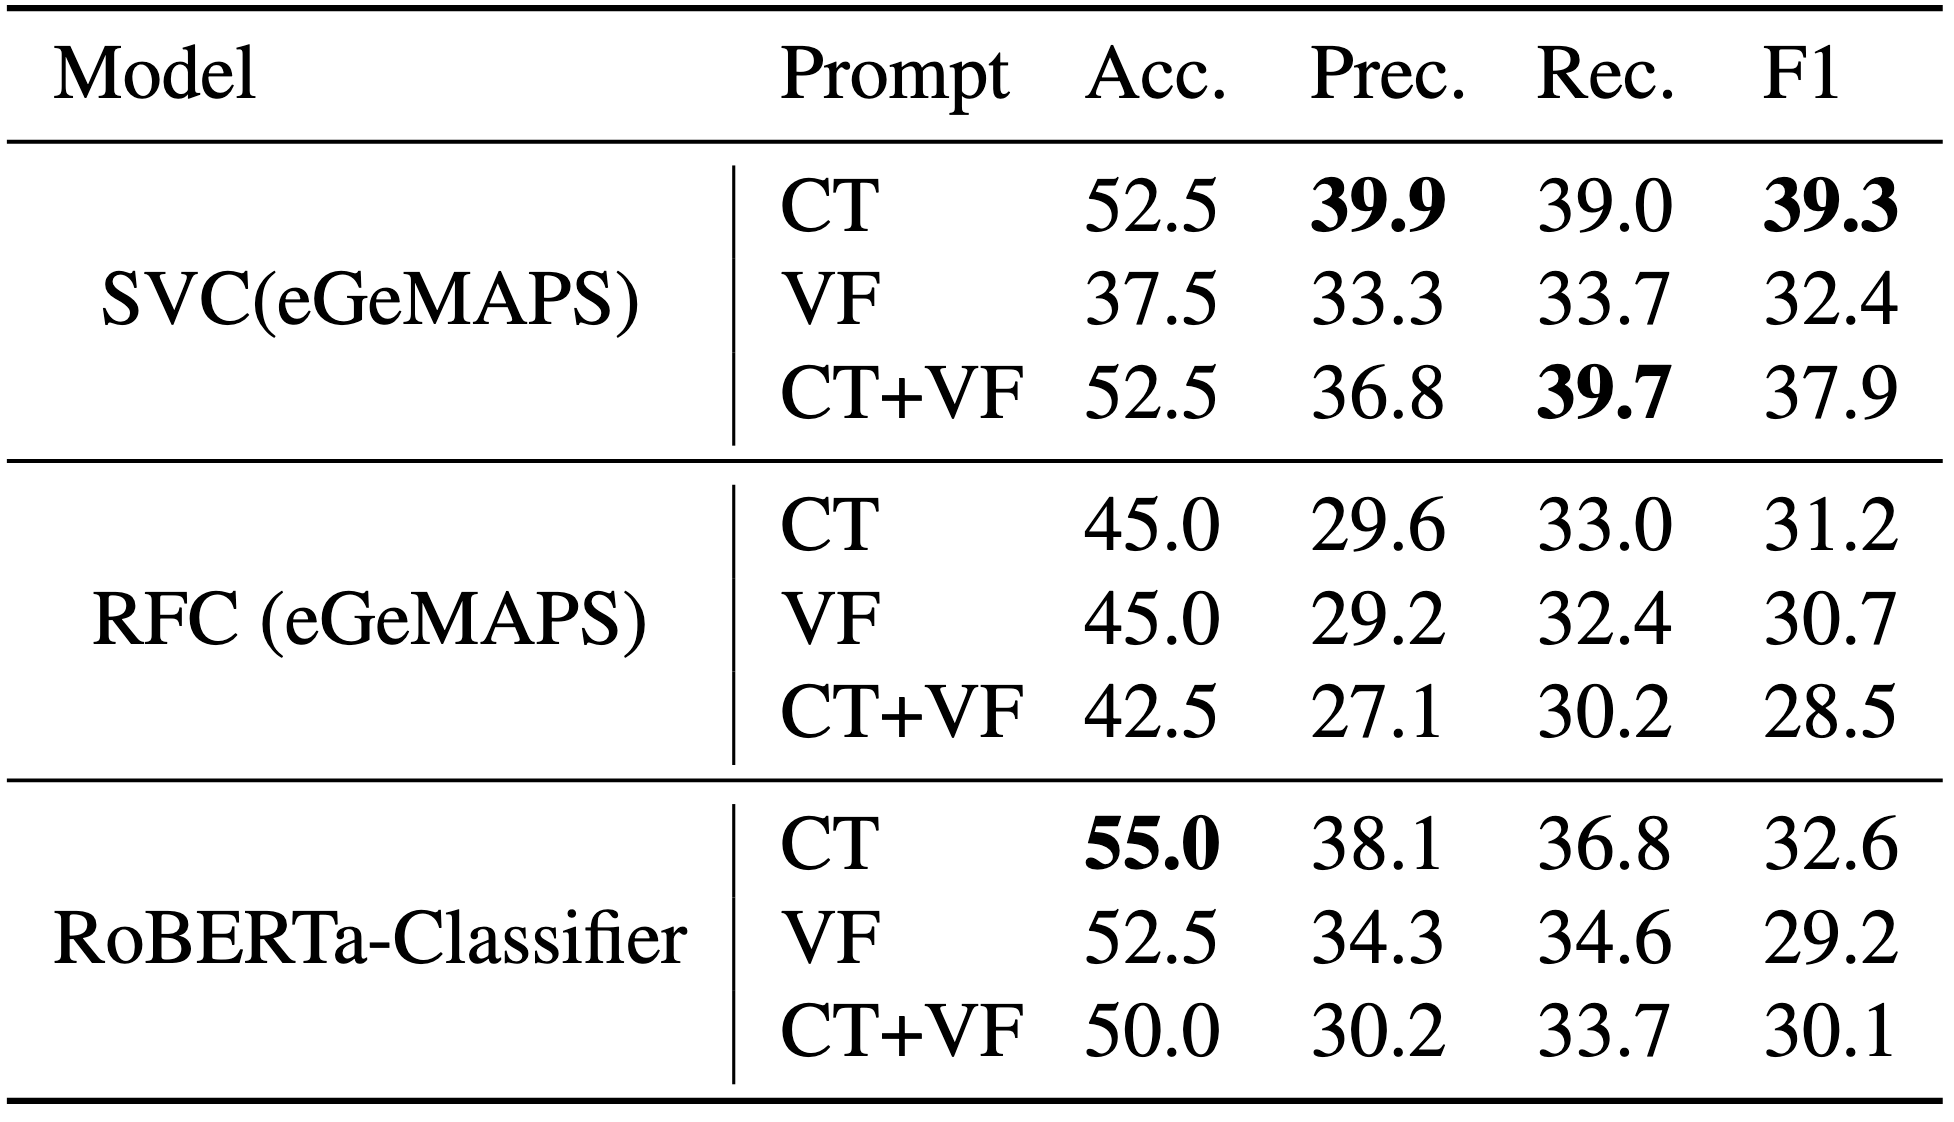 Model Prompt Acc. Prec. Rec. F1
CT 52.5 39.9 39.0 39.3
SVC(eGeMAPS) VF 37.5 33.3 33.7 32.4
CT+VF 52.5 36.8 39.7 37.9
CT 45.0 29.6 33.0 31.2
RFC (eGeMAPS) VF 45.0 29.2 32.4 30.7
CT+VF 42.5 27.1 30.2 28.5
CT 55.0 38.1 36.8 32.6
RoBERTa-Classifier VF 52.5 34.3 34.6 29.2
CT+VF 50.0 30.2 33.7 30.1